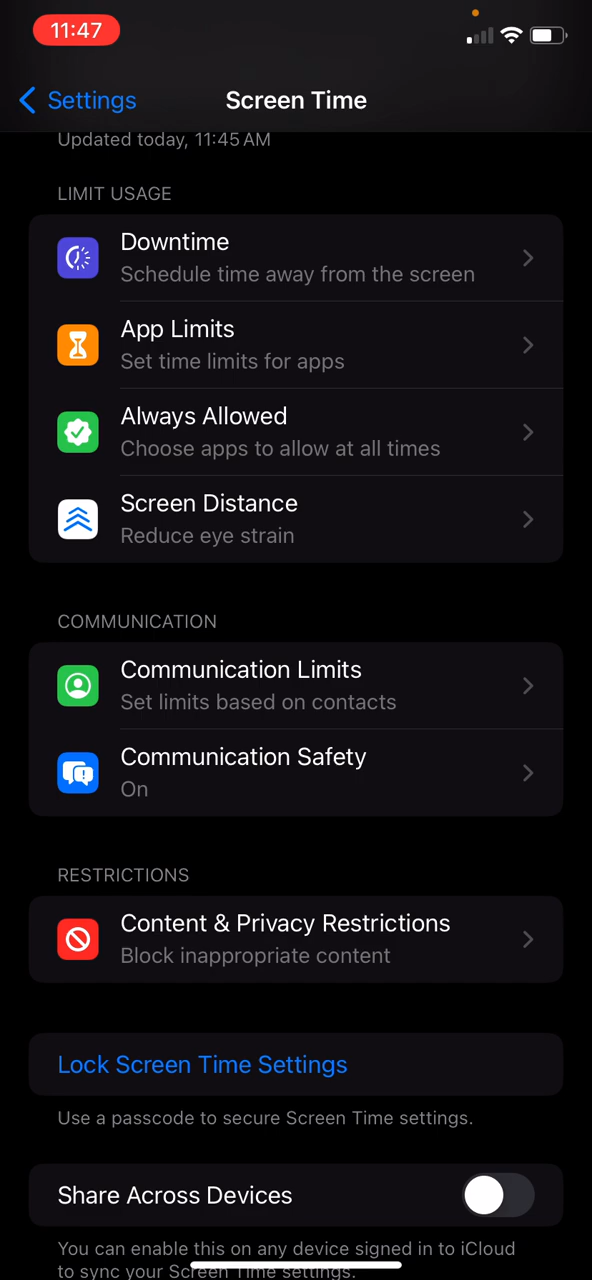 11:47
Settings
Screen Time
Updated today, 11:45 AM
LIMIT USAGE
Downtime
Schedule time away from the screen
App Limits
Set time limits for apps
Always Allowed
Choose apps to allow at all times
Screen Distance
Reduce eye strain
COMMUNICATION
Communication Limits
Set limits based on contacts
Communication Safety
On
RESTRICTIONS
Content & Privacy Restrictions
Block inappropriate content
Lock Screen Time Settings
Use a passcode to secure Screen Time settings.
Share Across Devices
You can enable this on any device signed in to iCloud
to sync your Screen Time settings.